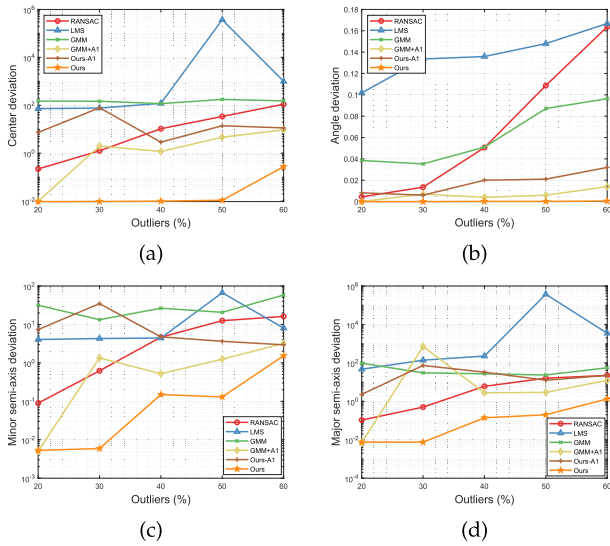 10^6
10^4
10^2
10^0
10^-2
Center deviation
RANSAC
LMS
GMM
GMM+A1
Ours-A1
Ours
20 30 40 50 60
Outliers (%)
(a)
0.18
0.16
0.14
0.12
0.1
0.08
0.06
0.04
0.02
0
Angle deviation
RANSAC
LMS
GMM
GMM+A1
Ours-A1
Ours
20 30 40 50 60
Outliers (%)
(b)
10^2
10^1
10^0
10^-1
10^-2
10^-3
Minor semi-axis deviation
RANSAC
LMS
GMM
GMM+A1
Ours-A1
Ours
20 30 40 50 60
Outliers (%)
(c)
10^6
10^4
10^2
10^0
10^-2
10^-4
Major semi-axis deviation
RANSAC
LMS
GMM
GMM+A1
Ours-A1
Ours
20 30 40 50 60
Outliers (%)
(d)